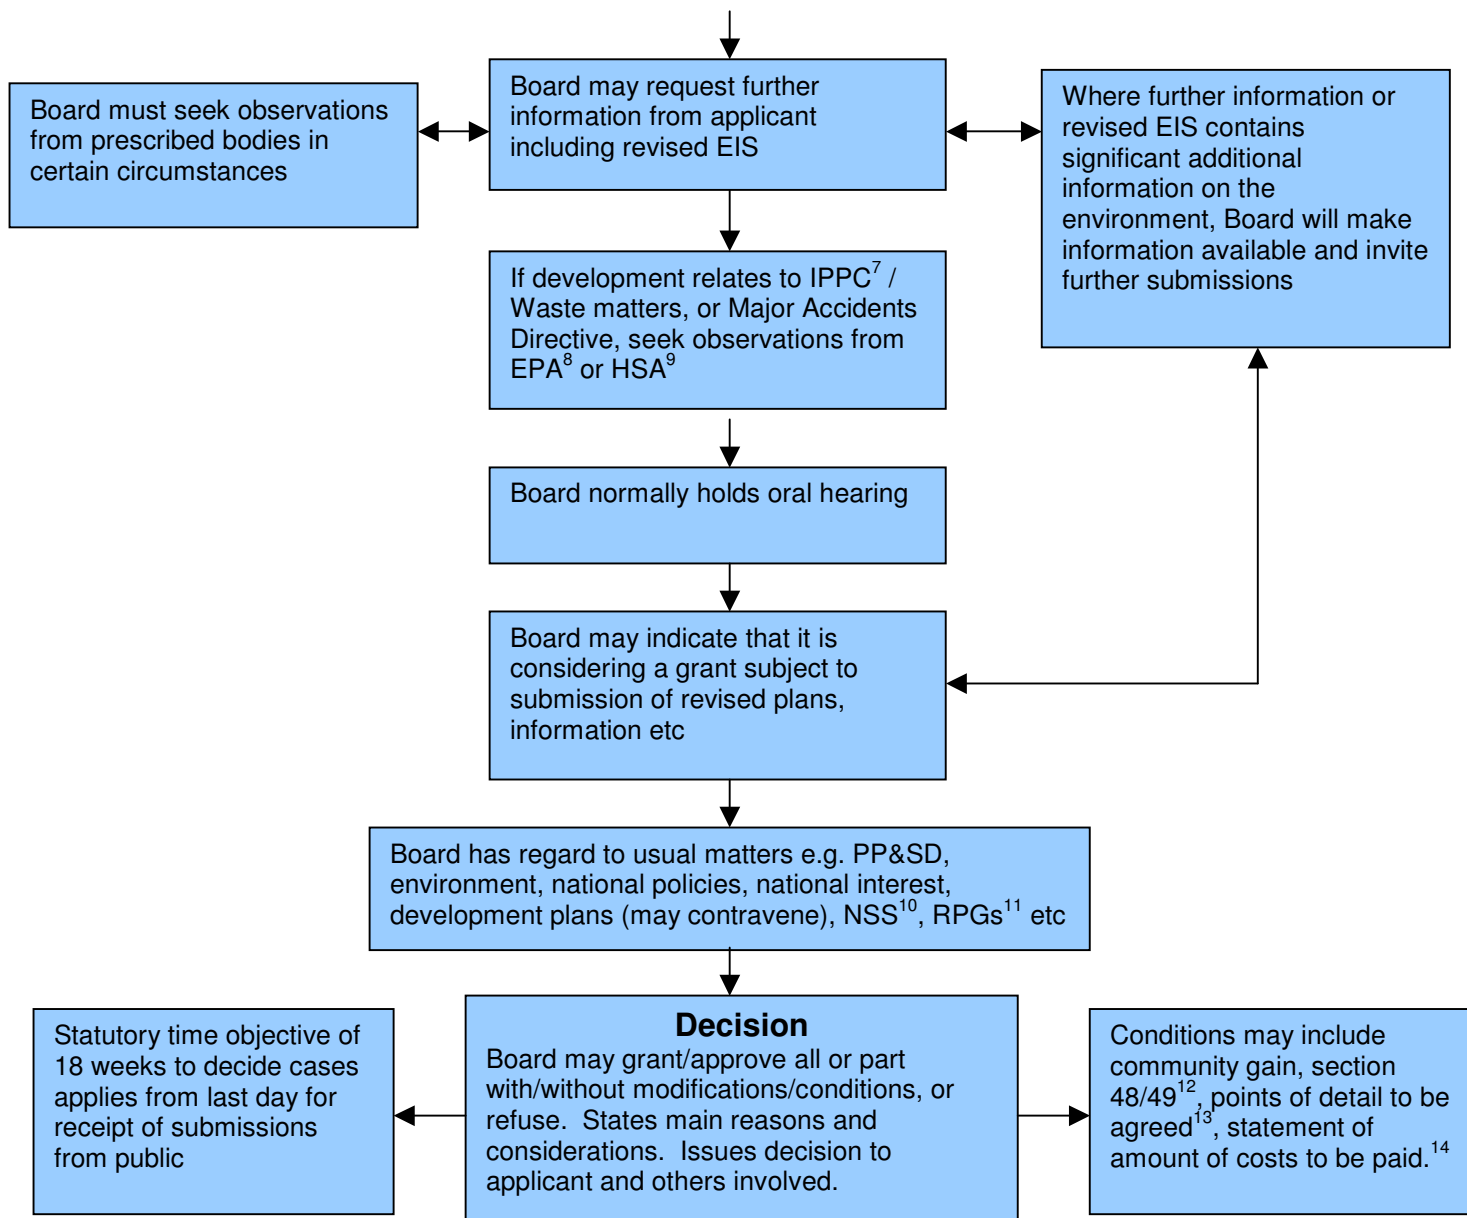 Board must seek observations
from prescribed bodies in
certain circumstances
Board may request further
information from applicant
including revised EIS
Where further information or
revised EIS contains
significant additional
information on the
environment, Board will make
information available and invite
further submissions
If development relates to IPPC⁷ /
Waste matters, or Major Accidents
Directive, seek observations from
EPA⁸ or HSA⁹
Board normally holds oral hearing
Board may indicate that it is
considering a grant subject to
submission of revised plans,
information etc
Board has regard to usual matters e.g. PP&SD,
environment, national policies, national interest,
development plans (may contravene), NSS¹⁰, RPGs¹¹ etc
Statutory time objective of
18 weeks to decide cases
applies from last day for
receipt of submissions
from public
Decision
Board may grant/approve all or part
with/without modifications/conditions, or
refuse.  States main reasons and
considerations.  Issues decision to
applicant and others involved.
Conditions may include
community gain, section
48/49¹², points of detail to be
agreed¹³, statement of
amount of costs to be paid.¹⁴